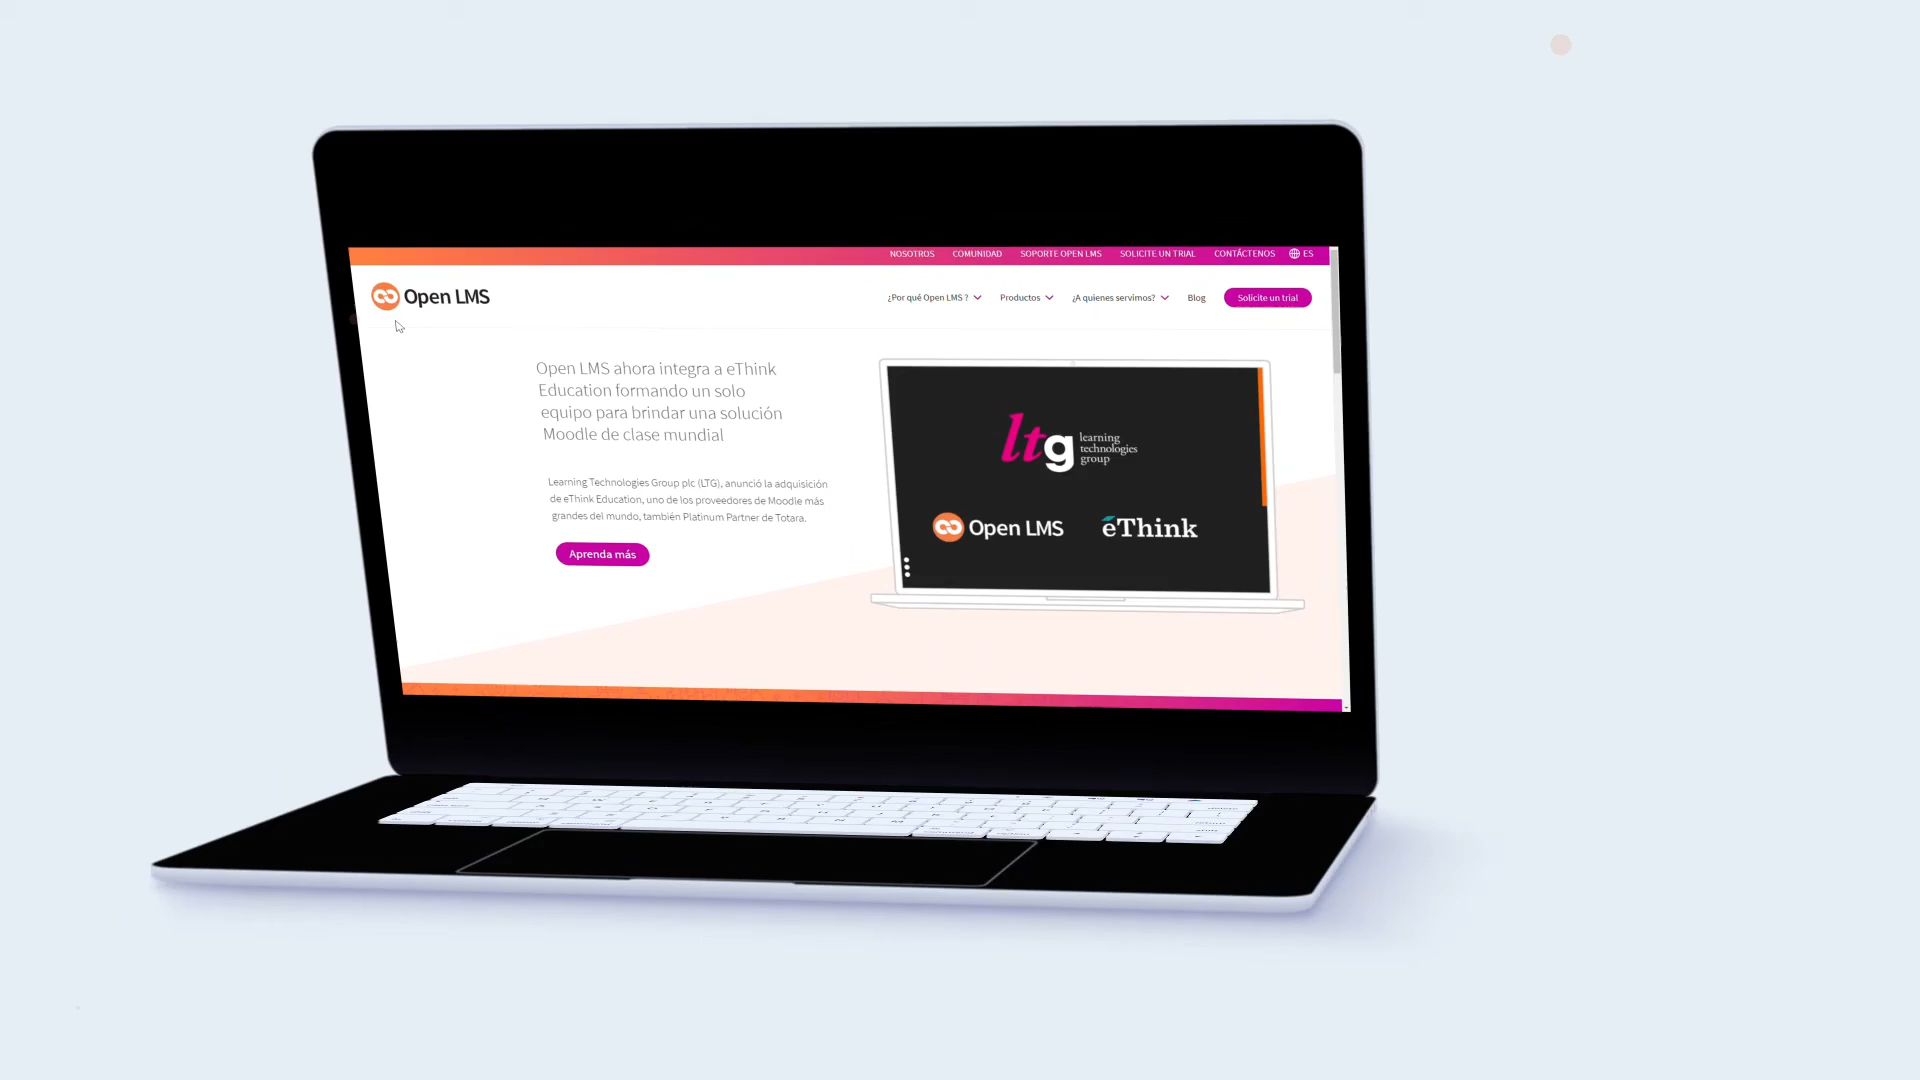 NOSOTROS COMUNIDAD SOPORTE OPEN LMS SOLICITE UN TRIAL CONTÁCTENOS ES
Open LMS
¿Por qué Open LMS ? Productos ¿A quienes servimos? Blog Solicite un trial
Open LMS ahora integra a eThink
Education formando un solo
equipo para brindar una solución
Moodle de clase mundial
Learning Technologies Group plc (LTG), anunció la adquisición
de eThink Education, uno de los proveedores de Moodle más
grandes del mundo, también Platinum Partner de Totara.
Aprenda más
ltg learning
technologies
group
Open LMS éThink